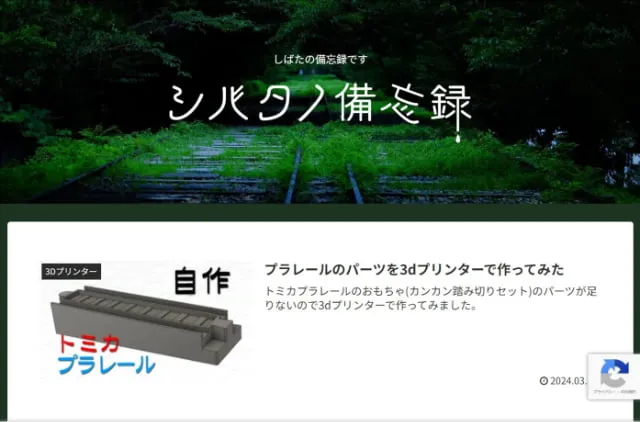 しばたの備忘録です
シバタノ備忘録
3Dプリンター
自作
トミカ
プラレール
プラレールのパーツを3dプリンターで作ってみた
トミカプラレールのおもちゃ(カンカン踏み切りセット)のパーツが足
りないので3dプリンターで作ってみました。
2024.03.